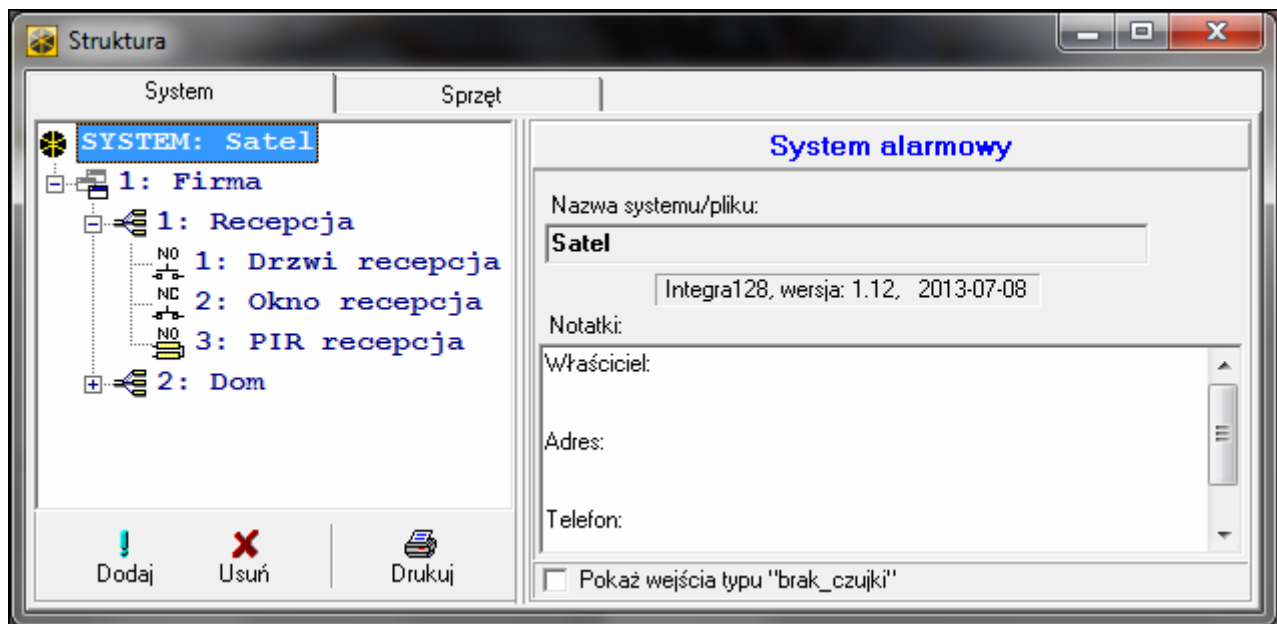 Struktura
System
Sprzęt
SYSTEM: Satel
1: Firma
1: Recepcja
NO
1: Drzwi recepcja
NC
2: Okno recepcja
NO
3: PIR recepcja
2: Dom
Dodaj
Usuń
Drukuj
System alarmowy
Nazwa systemu/pliku:
Satel
Integra128, wersja: 1.12, 2013-07-08
Notatki:
Właściciel:
Adres:
Telefon:
Pokaż wejścia typu "brak_czujki"